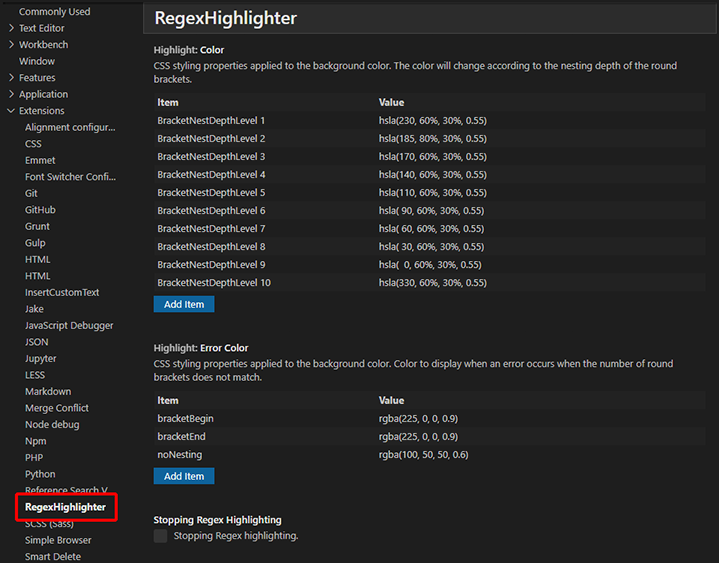 Commonly Used
Text Editor
Workbench
Window
Features
Application
Extensions
Alignment configur...
CSS
Emmet
Font Switcher Confi...
Git
GitHub
Grunt
Gulp
HTML
HTML
InsertCustomText
Jake
JavaScript Debugger
JSON
Jupyter
LESS
Markdown
Merge Conflict
Node debug
Npm
PHP
Python
Reference Search V
RegexHighlighter
SCSS (Sass)
Simple Browser
Smart Delete
RegexHighlighter
Highlight: Color
CSS styling properties applied to the background color. The color will change according to the nesting depth of the round
brackets.
Item Value
BracketNestDepthLevel 1 hsla(230, 60%, 30%, 0.55)
BracketNestDepthLevel 2 hsla(185, 80%, 30%, 0.55)
BracketNestDepthLevel 3 hsla(170, 60%, 30%, 0.55)
BracketNestDepthLevel 4 hsla(140, 60%, 30%, 0.55)
BracketNestDepthLevel 5 hsla(110, 60%, 30%, 0.55)
BracketNestDepthLevel 6 hsla( 90, 60%, 30%, 0.55)
BracketNestDepthLevel 7 hsla( 60, 60%, 30%, 0.55)
BracketNestDepthLevel 8 hsla( 30, 60%, 30%, 0.55)
BracketNestDepthLevel 9 hsla(  0, 60%, 30%, 0.55)
BracketNestDepthLevel 10 hsla(330, 60%, 30%, 0.55)
Add Item
Highlight: Error Color
CSS styling properties applied to the background color. Color to display when an error occurs when the number of round
brackets does not match.
Item Value
bracketBegin rgba(225, 0, 0, 0.9)
bracketEnd rgba(225, 0, 0, 0.9)
noNesting rgba(100, 50, 50, 0.6)
Add Item
Stopping Regex Highlighting
Stopping Regex highlighting.